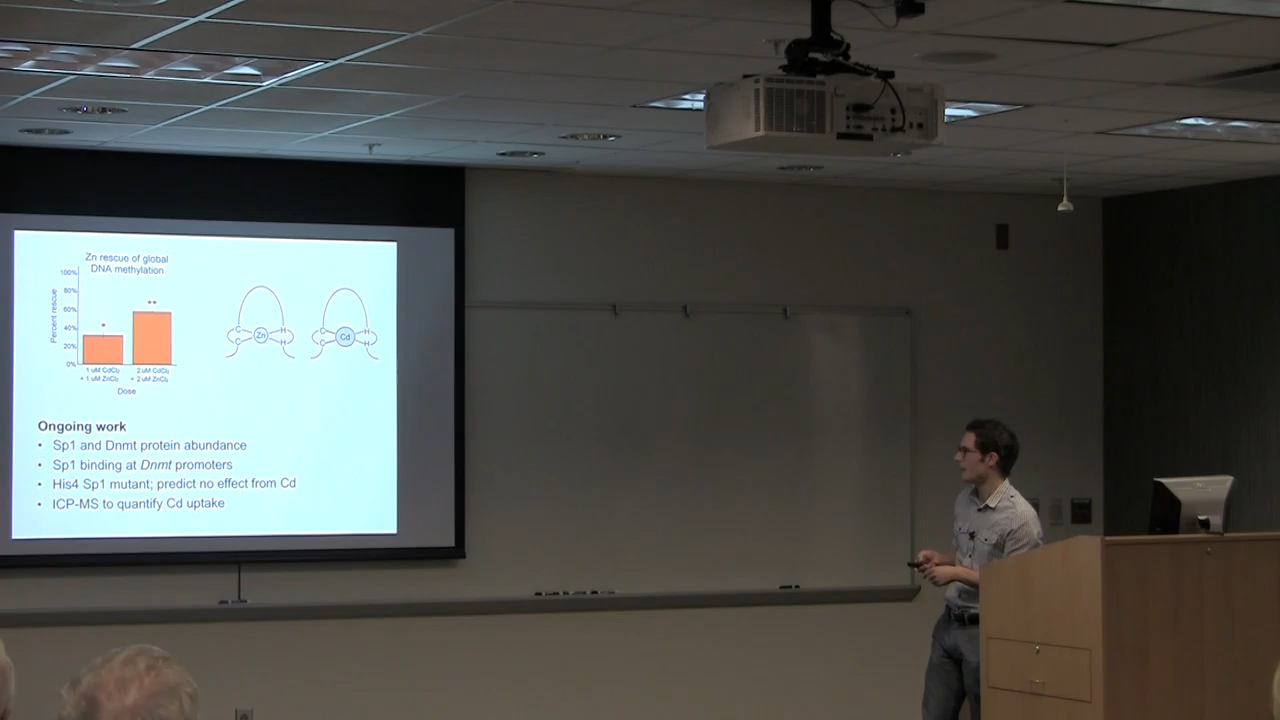 Zn rescue of global
DNA methylation
Percent rescue
100%
80%
60%
40%
20%
0%
*
**
1 uM CdCl₂
+ 1 uM ZnCl₂
2 uM CdCl₂
+ 2 uM ZnCl₂
Dose
C Zn H
C H
C Cd H
C H
Ongoing work
• Sp1 and Dnmt protein abundance
• Sp1 binding at Dnmt promoters
• His4 Sp1 mutant; predict no effect from Cd
• ICP-MS to quantify Cd uptake